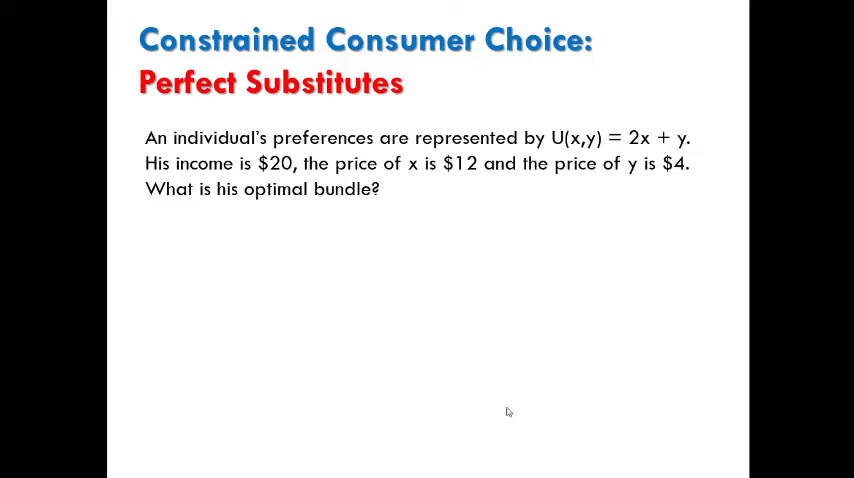 Constrained Consumer Choice:
Perfect Substitutes
An individual's preferences are represented by U(x,y) = 2x + y.
His income is $20, the price of x is $12 and the price of y is $4.
What is his optimal bundle?